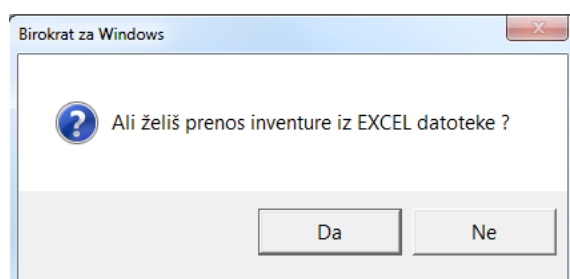 Birokrat za Windows
Ali želiš prenos inventure iz EXCEL datoteke ?
Da
Ne